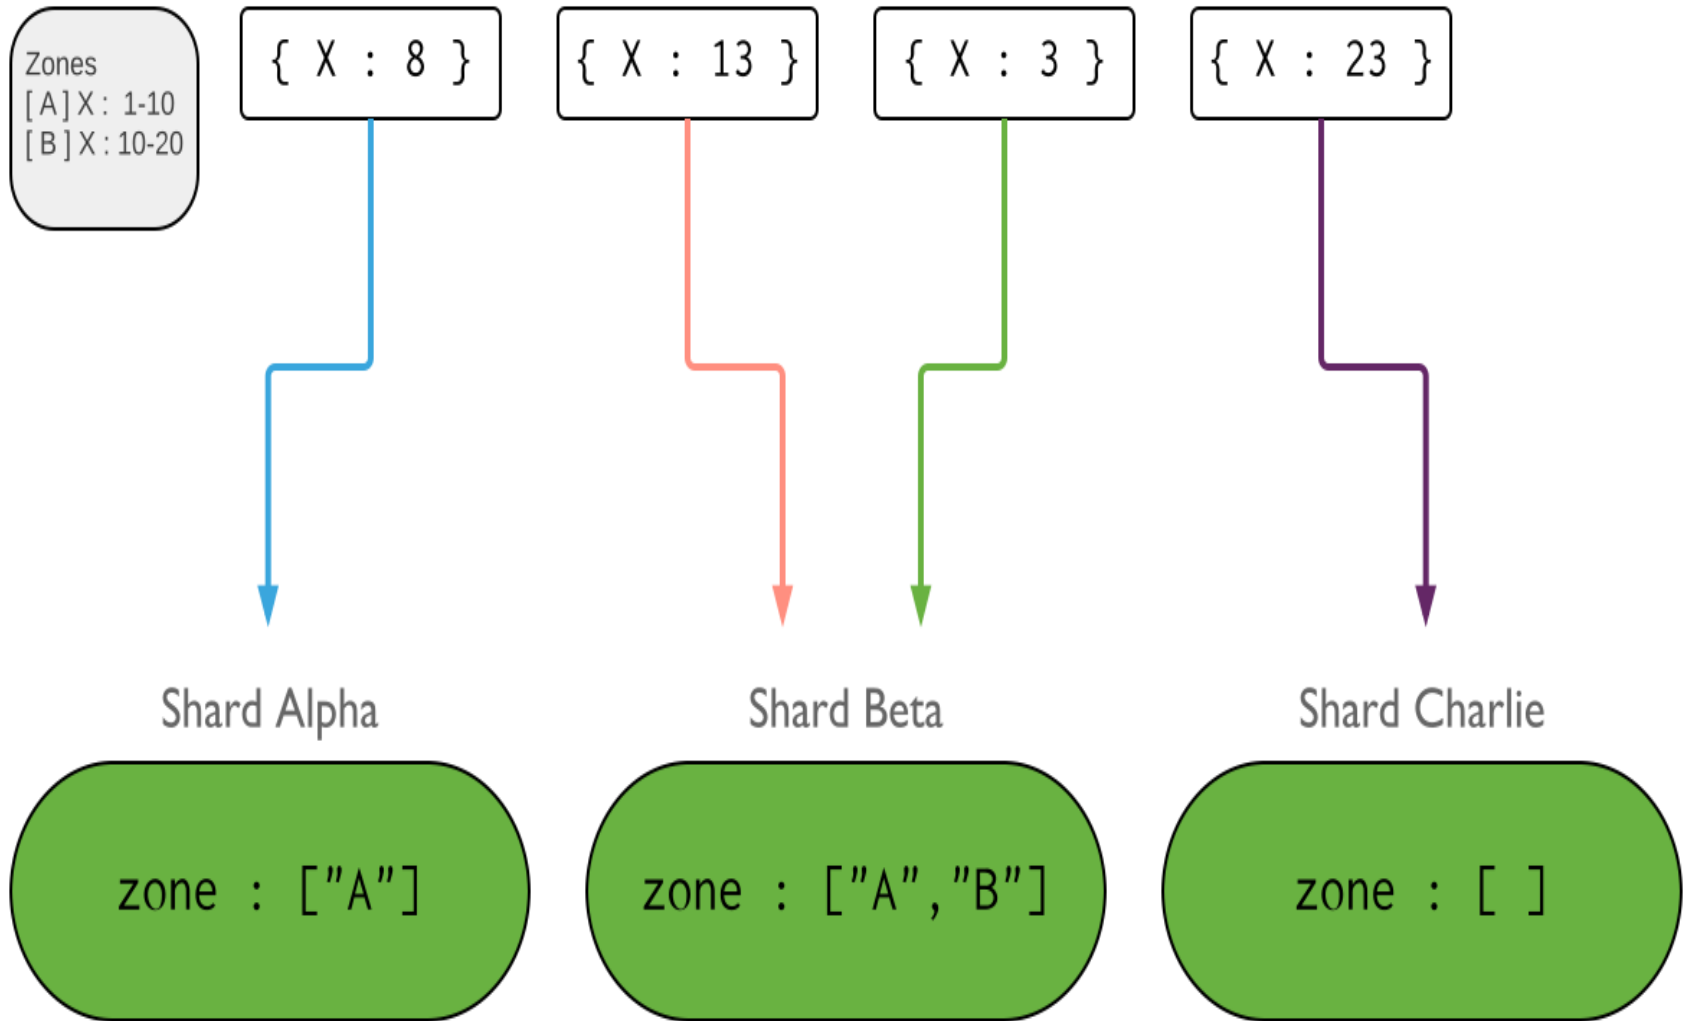 Zones
[ A ] X :  1-10
[ B ] X : 10-20
{ X : 8 }
{ X : 13 }
{ X : 3 }
{ X : 23 }
Shard Alpha
Shard Beta
Shard Charlie
zone : ["A"]
zone : ["A","B"]
zone : [ ]